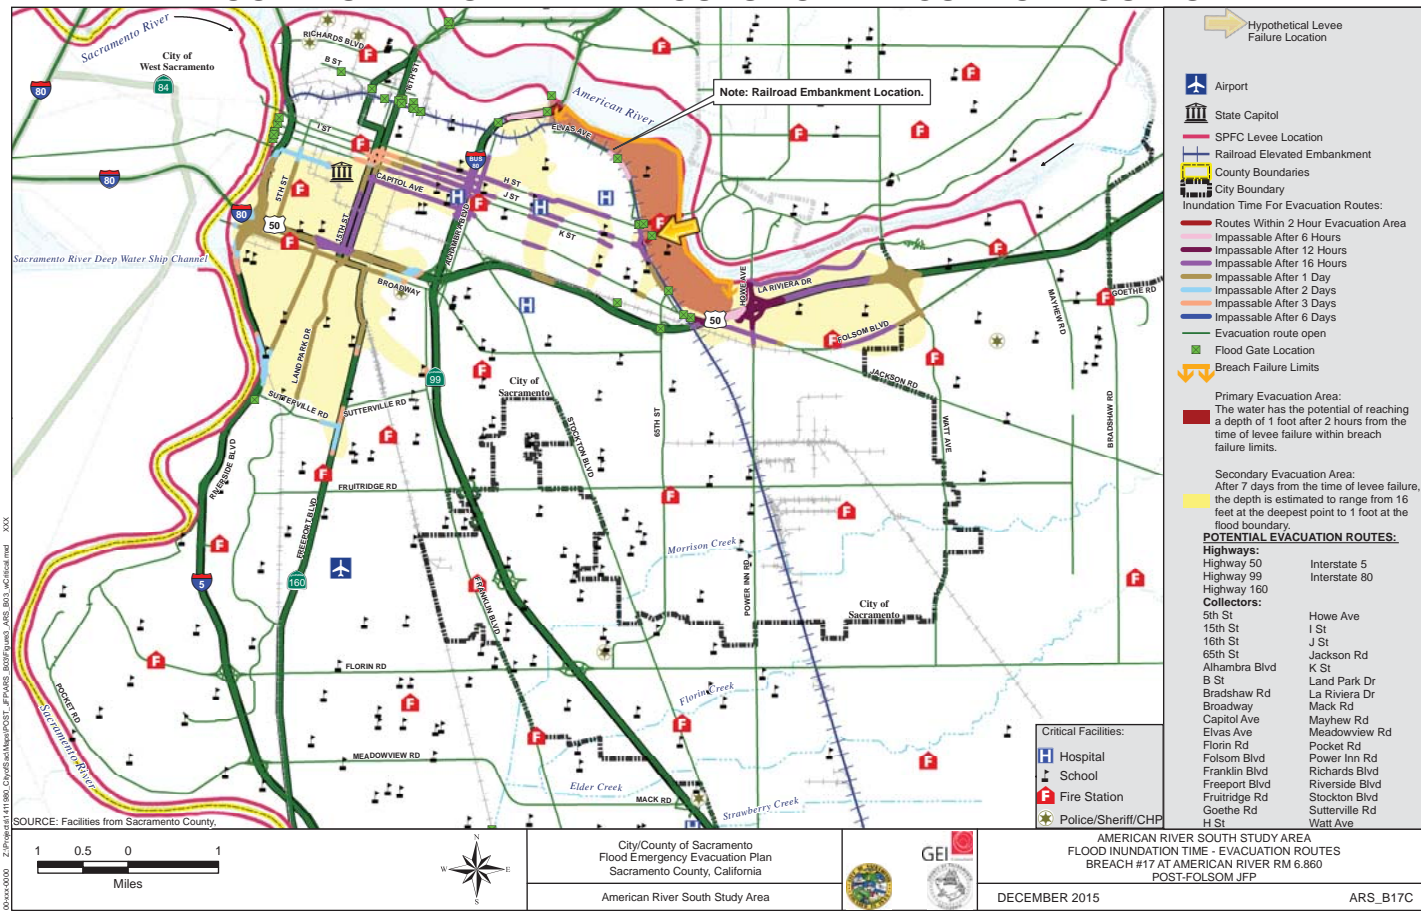 Sacramento River
City of
West Sacramento
84
80
RICHARDS BLVD
B ST
16TH ST
American River
Note: Railroad Embankment Location.
ELVAS AVE
I ST
BUS
80
CAPITOL AVE
H ST
J ST
K ST
5TH ST
15TH ST
80
80
50
ALHAMBRA BLVD
Sacramento River Deep Water Ship Channel
BROADWAY
HOWE AVE
LA RIVIERA DR
50
FOLSOM BLVD
MAYHEW RD
GOETHE RD
LAND PARK DR
99
City of
Sacramento
JACKSON RD
SUTTERVILLE RD
SUTTERVILLE RD
STOCKTON BLVD
65TH ST
WATT AVE
BRADSHAW RD
RIVERSIDE BLVD
FRUITRIDGE RD
FREEPORT BLVD
Morrison Creek
5
160
FRANKLIN BLVD
POWER INN RD
City of
Sacramento
FLORIN RD
POCKET RD
Florin Creek
Sacramento River
MEADOWVIEW RD
Elder Creek
MACK RD
Strawberry Creek
SOURCE: Facilities from Sacramento County,
Critical Facilities:
Hospital
School
Fire Station
Police/Sheriff/CHP
Hypothetical Levee
Failure Location
Airport
State Capitol
SPFC Levee Location
Railroad Elevated Embankment
County Boundaries
City Boundary
Inundation Time For Evacuation Routes:
Routes Within 2 Hour Evacuation Area
Impassable After 6 Hours
Impassable After 12 Hours
Impassable After 16 Hours
Impassable After 1 Day
Impassable After 2 Days
Impassable After 3 Days
Impassable After 6 Days
Evacuation route open
Flood Gate Location
Breach Failure Limits
Primary Evacuation Area:
The water has the potential of reaching
a depth of 1 foot after 2 hours from the
time of levee failure within breach
failure limits.
Secondary Evacuation Area:
After 7 days from the time of levee failure,
the depth is estimated to range from 16
feet at the deepest point to 1 foot at the
flood boundary.
POTENTIAL EVACUATION ROUTES:
Highways:
Highway 50 Interstate 5
Highway 99 Interstate 80
Highway 160
Collectors:
5th St Howe Ave
15th St I St
16th St J St
65th St Jackson Rd
Alhambra Blvd K St
B St Land Park Dr
Bradshaw Rd La Riviera Dr
Broadway Mack Rd
Capitol Ave Mayhew Rd
Elvas Ave Meadowview Rd
Florin Rd Pocket Rd
Folsom Blvd Power Inn Rd
Franklin Blvd Richards Blvd
Freeport Blvd Riverside Blvd
Fruitridge Rd Stockton Blvd
Goethe Rd Sutterville Rd
H St Watt Ave
1 0.5 0 1
Miles
N
W E
S
City/County of Sacramento
Flood Emergency Evacuation Plan
Sacramento County, California
American River South Study Area
GEI
AMERICAN RIVER SOUTH STUDY AREA
FLOOD INUNDATION TIME - EVACUATION ROUTES
BREACH #17 AT AMERICAN RIVER RM 6.860
POST-FOLSOM JFP
DECEMBER 2015 ARS_B17C